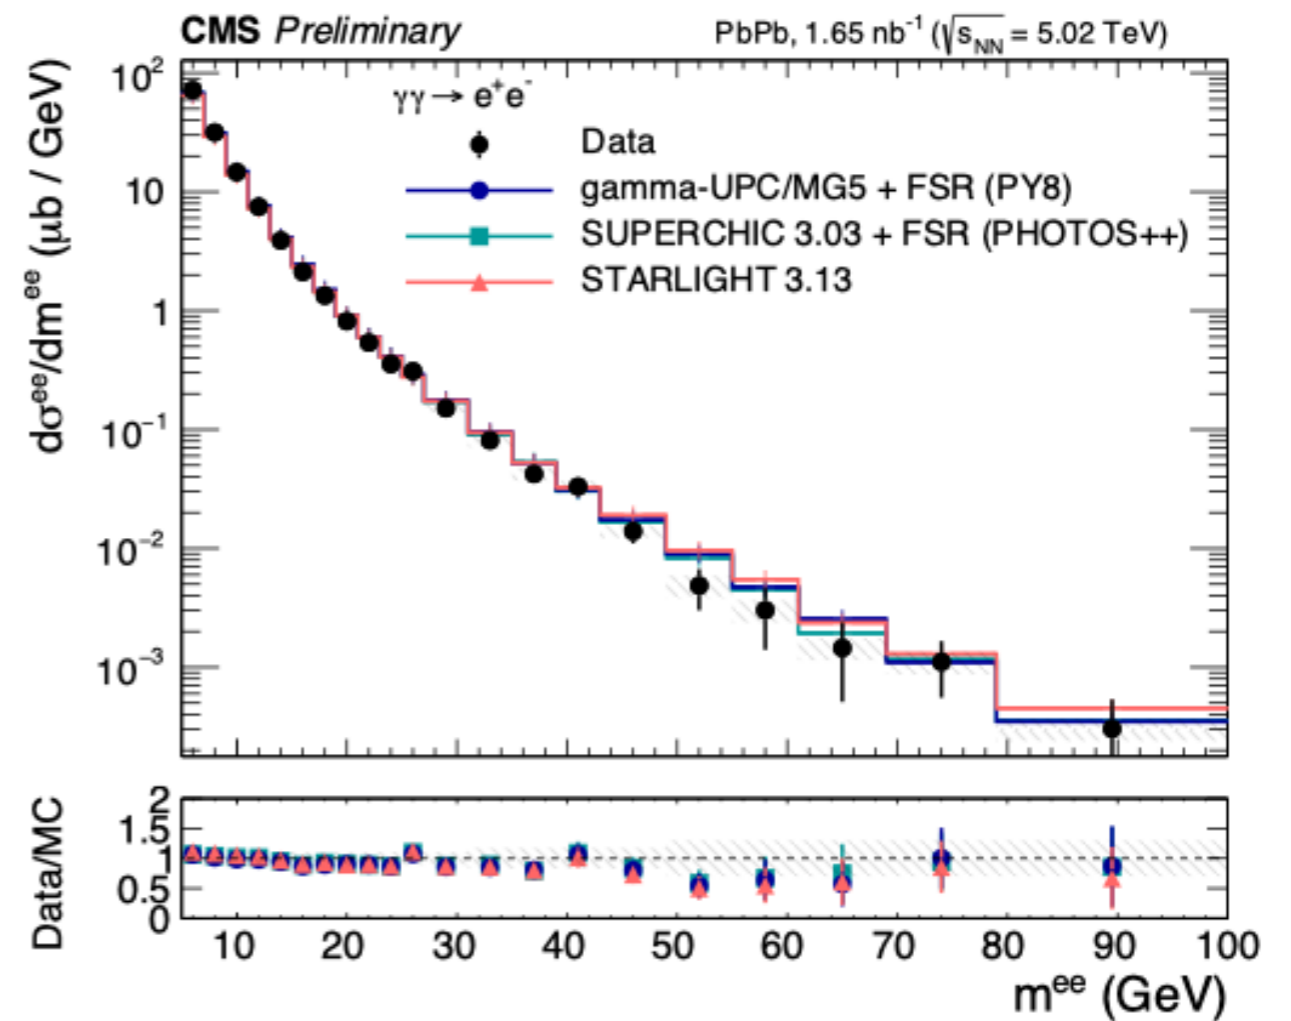 CMS Preliminary
PbPb, 1.65 nb⁻¹ (√s_NN = 5.02 TeV)
γγ → e⁺e⁻
Data
gamma-UPC/MG5 + FSR (PY8)
SUPERCHIC 3.03 + FSR (PHOTOS++)
STARLIGHT 3.13
dσᵉᵉ/dmᵉᵉ (μb / GeV)
10²
10
1
10⁻¹
10⁻²
10⁻³
Data/MC
2
1.5
1
0.5
0
10 20 30 40 50 60 70 80 90 100
mᵉᵉ (GeV)